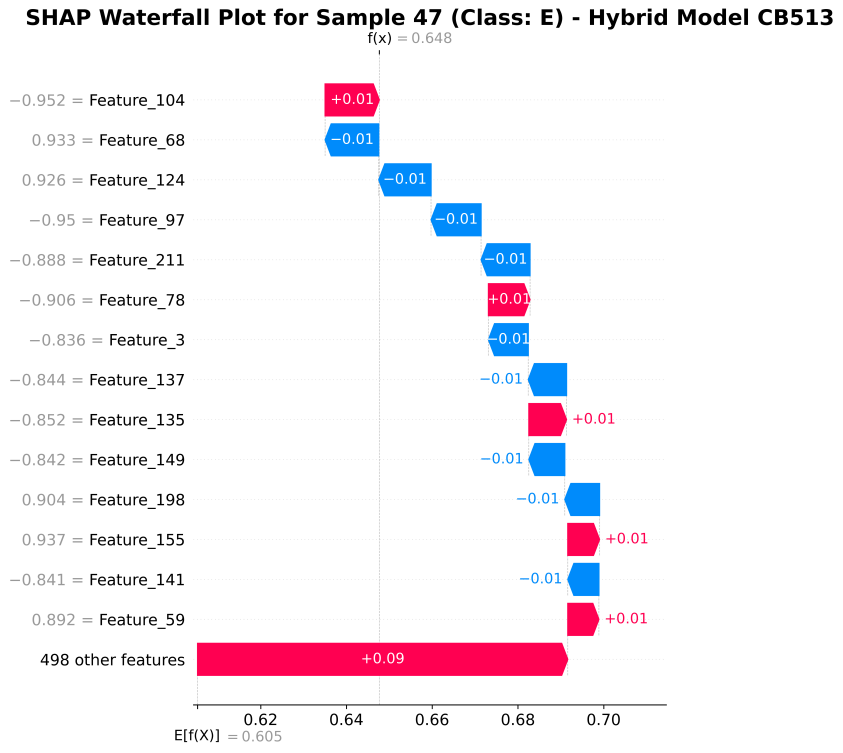 SHAP Waterfall Plot for Sample 47 (Class: E) - Hybrid Model CB513
f(x) = 0.648
−0.952 = Feature_104 +0.01
0.933 = Feature_68 −0.01
0.926 = Feature_124 −0.01
−0.95 = Feature_97 −0.01
−0.888 = Feature_211 −0.01
−0.906 = Feature_78 +0.01
−0.836 = Feature_3 −0.01
−0.844 = Feature_137 −0.01
−0.852 = Feature_135 +0.01
−0.842 = Feature_149 −0.01
0.904 = Feature_198 −0.01
0.937 = Feature_155 +0.01
−0.841 = Feature_141 −0.01
0.892 = Feature_59 +0.01
498 other features +0.09
0.62 0.64 0.66 0.68 0.70
E[f(X)] = 0.605